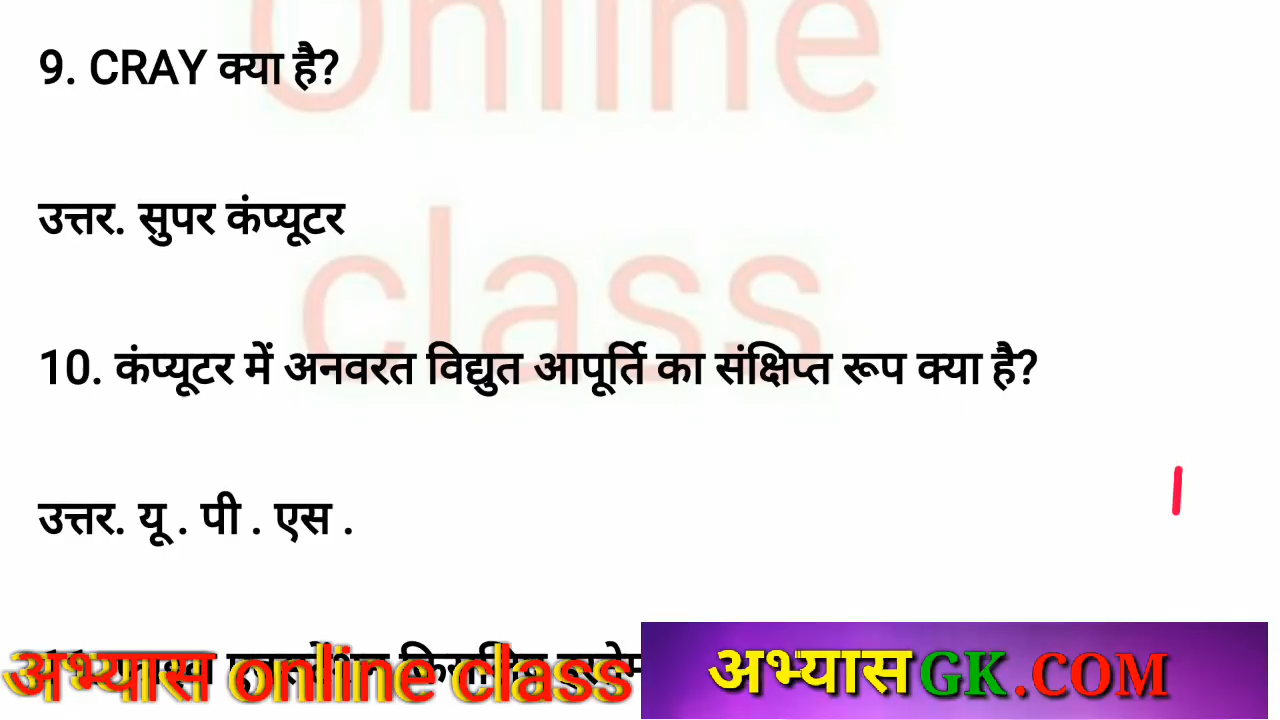 Online
9. CRAY क्या है?
उत्तर. सुपर कंप्यूटर
class
10. कंप्यूटर में अनवरत विद्युत आपूर्ति का संक्षिप्त रूप क्या है?
उत्तर. यू . पी . एस .
अभ्यास online class
अभ्यास GK.COM